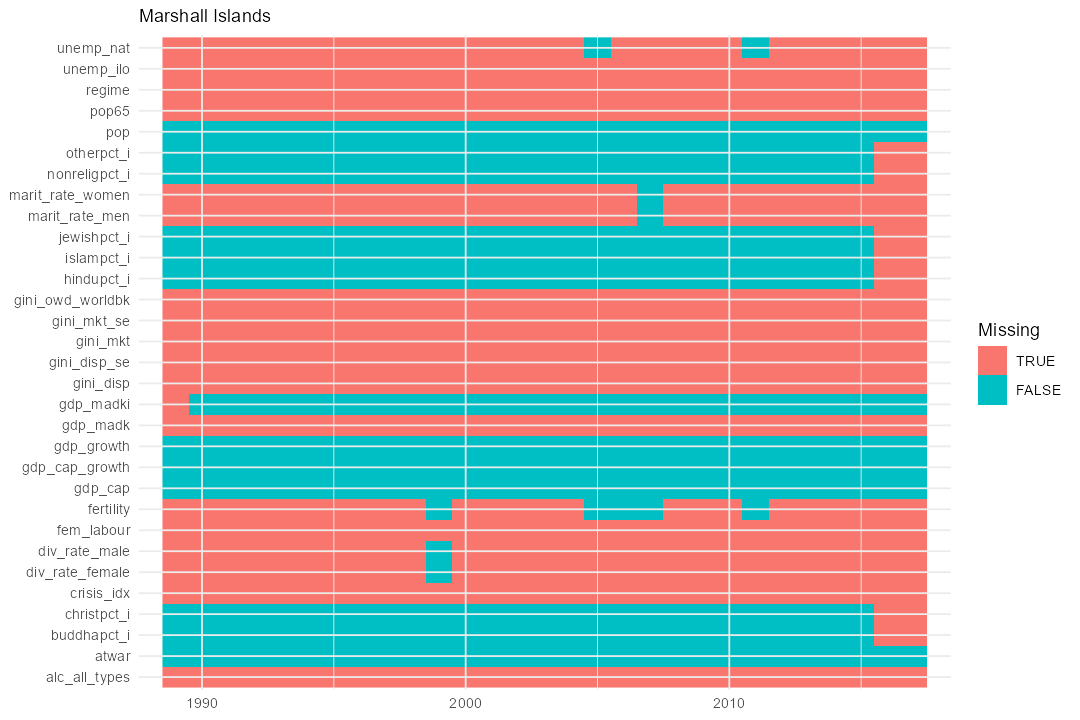 Marshall Islands
unemp_nat
unemp_ilo
regime
pop65
pop
otherpct_i
nonreligpct_i
marit_rate_women
marit_rate_men
jewishpct_i
islampct_i
hindupct_i
gini_owd_worldbk
gini_mkt_se
gini_mkt
gini_disp_se
gini_disp
gdp_madki
gdp_madk
gdp_growth
gdp_cap_growth
gdp_cap
fertility
fem_labour
div_rate_male
div_rate_female
crisis_idx
christpct_i
buddhapct_i
atwar
alc_all_types
1990 2000 2010
Missing
TRUE
FALSE